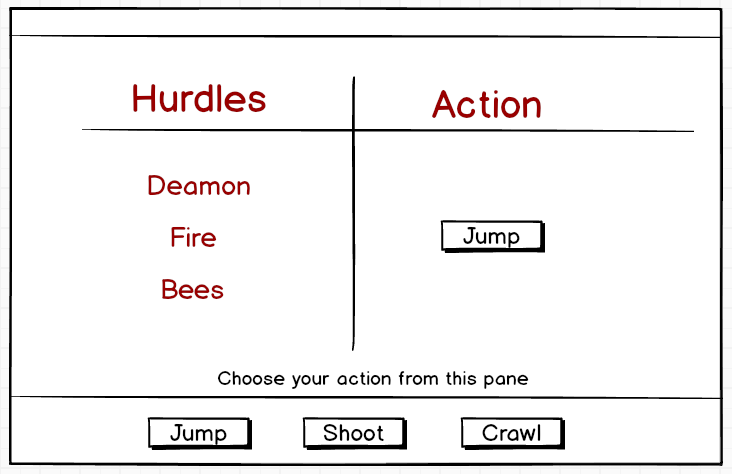 Hurdles Action
Deamon
Fire Jump
Bees
Choose your action from this pane
Jump Shoot Crawl